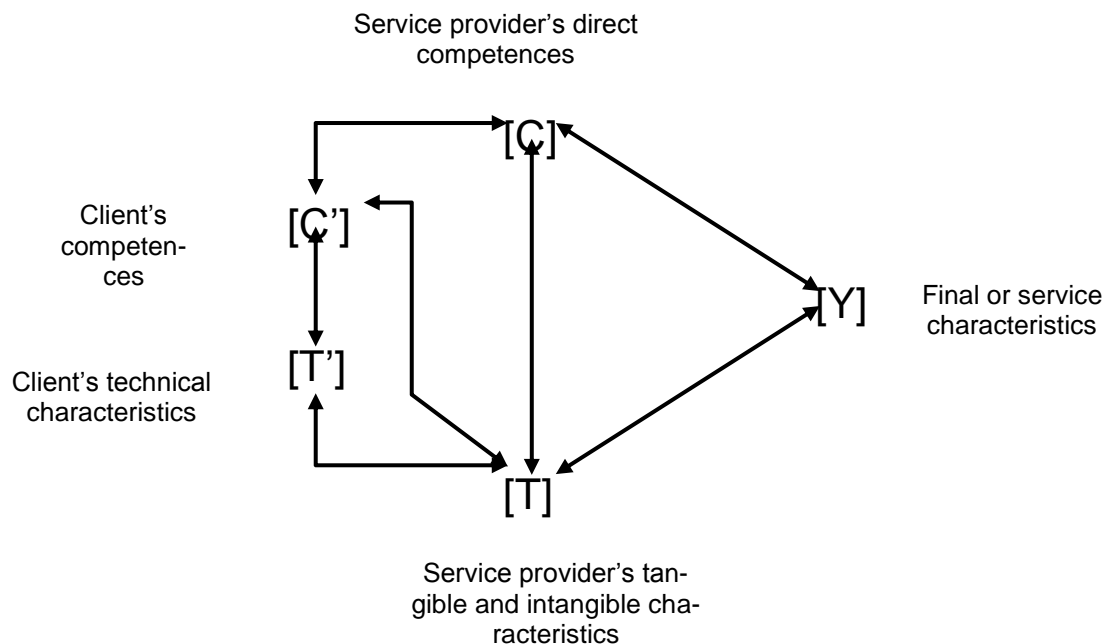 Service provider’s direct
competences
[C]
[C’]
Client’s
competen-
ces
[Y]
Final or service
characteristics
[T’]
Client’s technical
characteristics
[T]
Service provider’s tan-
gible and intangible cha-
racteristics